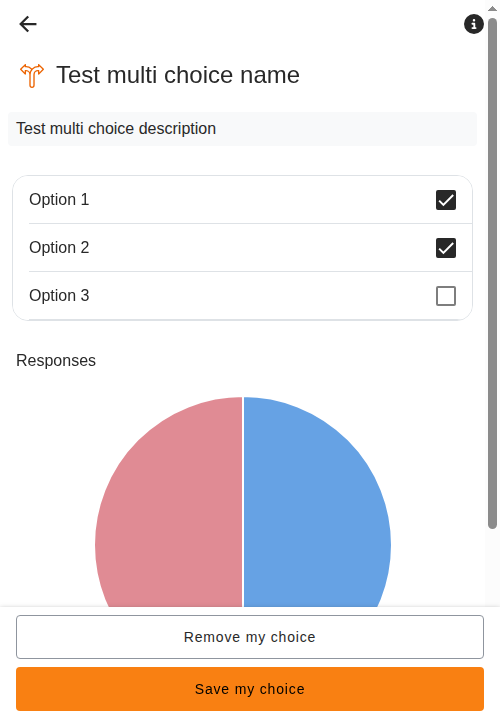 Test multi choice name
Test multi choice description
Option 1
Option 2
Option 3
Responses
Remove my choice
Save my choice